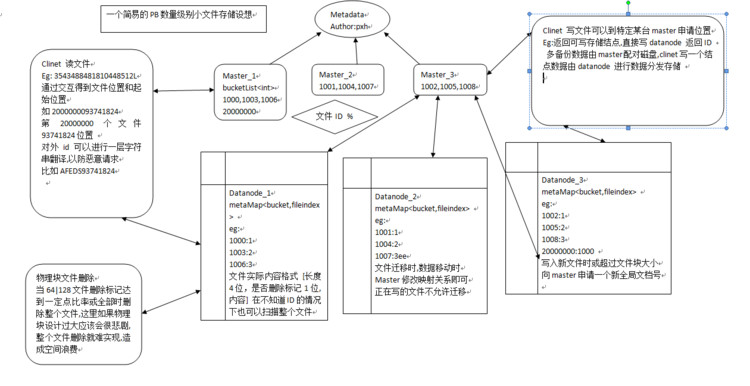 一个简易的 PB 数量级别小文件存储设想
Metadata
Author:pxh
Clinet 读文件
Eg: 3543488481810448512L
通过交互得到文件位置和起
始位置
如 2000000093741824
第 20000000 个文件
93741824 位置
对外 id 可以进行一层字符
串翻译,以防恶意请求
比如 AFEDS93741824
Master_1
bucketList<int>
1000,1003,1006
20000000
Master_2
1001,1004,1007
Master_3
1002,1005,1008
文件 ID %
Clinet 写文件可以到特定某台 master 申请位置
Eg:返回可写存储结点,直接写 datanode 返回 ID
，多备份数据由 master 配对磁盘,clinet 写一个结
点数据由 datanode 进行数据分发存储
Datanode_1
metaMap<bucket,fileindex
>
eg:
1000:1
1003:2
1006:3
文件实际内容格式 [长度
4 位，是否删除标记 1 位,
内容] 在不知道 ID 的情况
下也可以扫描整个文件
Datanode_2
metaMap<bucket,fileindex>
eg:
1001:1
1004:2
1007:3ee
文件迁移时,数据移动时
Master 修改映射关系即可
正在写的文件不允许迁移
Datanode_3
metaMap<bucket,fileindex>
eg:
1002:1
1005:2
1008:3
20000000:1000
写入新文件时或超过文件块大小
向 master 申请一个新全局文档号
物理块文件删除
当 64|128 文件删除标记达
到一定点比率或全部时删
除整个文件,这里如果物理
块设计过大应该会很悲剧,
整个文件删除就难实现,造
成空间浪费